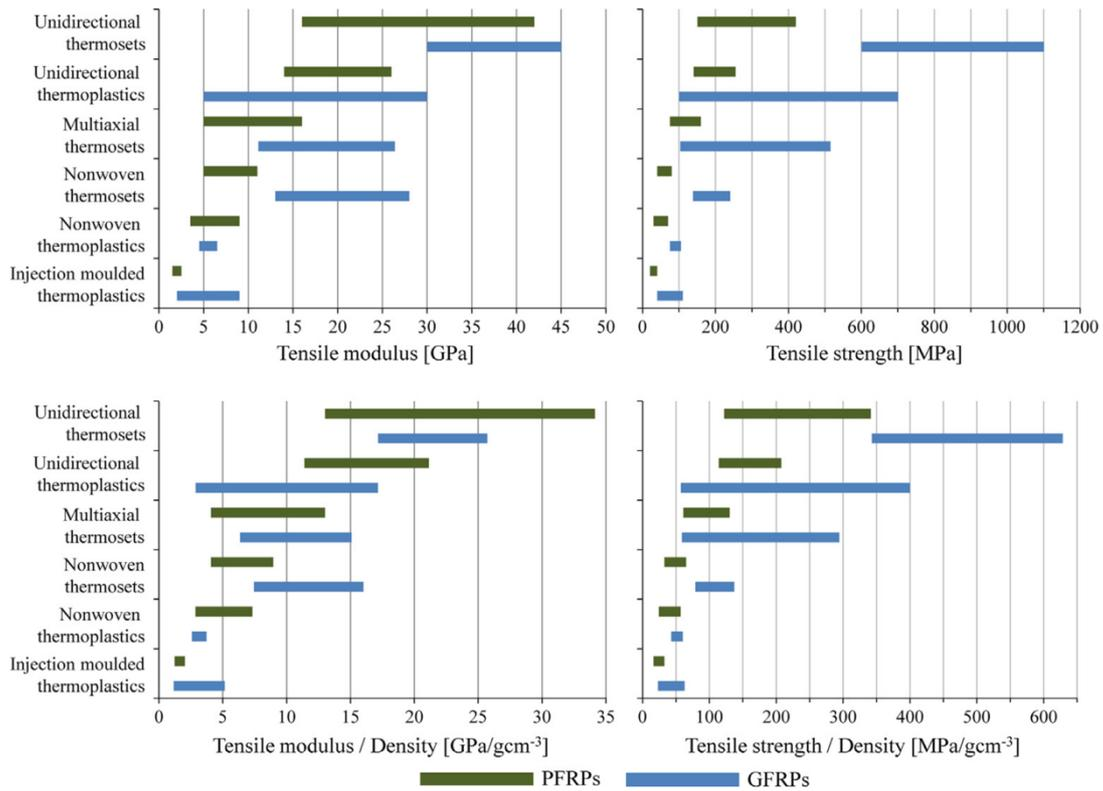 Unidirectional
thermosets
Unidirectional
thermoplastics
Multiaxial
thermosets
Nonwoven
thermosets
Nonwoven
thermoplastics
Injection moulded
thermoplastics
0 5 10 15 20 25 30 35 40 45 50
Tensile modulus [GPa]
0 200 400 600 800 1000 1200
Tensile strength [MPa]
Unidirectional
thermosets
Unidirectional
thermoplastics
Multiaxial
thermosets
Nonwoven
thermosets
Nonwoven
thermoplastics
Injection moulded
thermoplastics
0 5 10 15 20 25 30 35
Tensile modulus / Density [GPa/gcm⁻³]
0 100 200 300 400 500 600
Tensile strength / Density [MPa/gcm⁻³]
PFRPs GFRPs